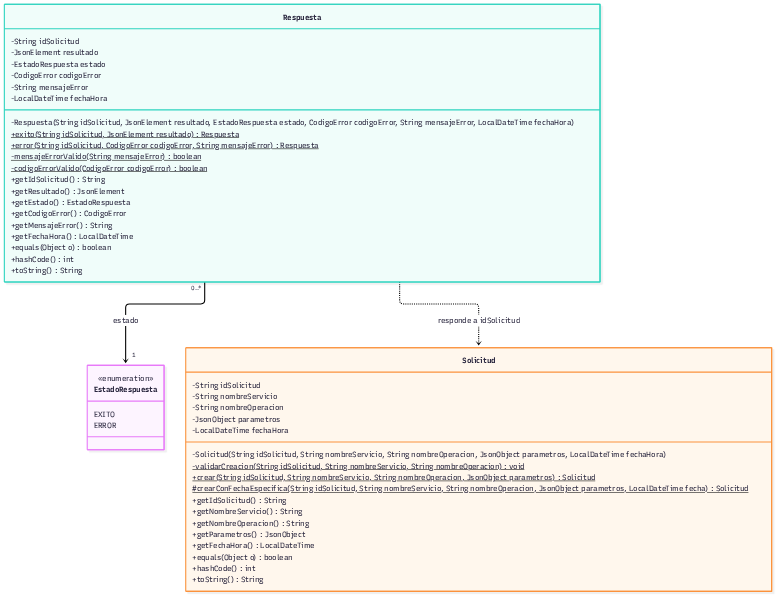 Respuesta
-String idSolicitud
-JsonElement resultado
-EstadoRespuesta estado
-CodigoError codigoError
-String mensajeError
-LocalDateTime fechaHora
-Respuesta(String idSolicitud, JsonElement resultado, EstadoRespuesta estado, CodigoError codigoError, String mensajeError, LocalDateTime fechaHora)
+exito(String idSolicitud, JsonElement resultado) : Respuesta
+error(String idSolicitud, CodigoError codigoError, String mensajeError) : Respuesta
-mensajeErrorValido(String mensajeError) : boolean
-codigoErrorValido(CodigoError codigoError) : boolean
+getIdSolicitud() : String
+getResultado() : JsonElement
+getEstado() : EstadoRespuesta
+getCodigoError() : CodigoError
+getMensajeError() : String
+getFechaHora() : LocalDateTime
+equals(Object o) : boolean
+hashCode() : int
+toString() : String
0..*
estado
responde a idSolicitud
1
«enumeration»
EstadoRespuesta
EXITO
ERROR
Solicitud
-String idSolicitud
-String nombreServicio
-String nombreOperacion
-JsonObject parametros
-LocalDateTime fechaHora
-Solicitud(String idSolicitud, String nombreServicio, String nombreOperacion, JsonObject parametros, LocalDateTime fechaHora)
-validarCreacion(String idSolicitud, String nombreServicio, String nombreOperacion) : void
+crear(String idSolicitud, String nombreServicio, String nombreOperacion, JsonObject parametros) : Solicitud
#crearConFechaEspecifica(String idSolicitud, String nombreServicio, String nombreOperacion, JsonObject parametros, LocalDateTime fecha) : Solicitud
+getIdSolicitud() : String
+getNombreServicio() : String
+getNombreOperacion() : String
+getParametros() : JsonObject
+getFechaHora() : LocalDateTime
+equals(Object o) : boolean
+hashCode() : int
+toString() : String